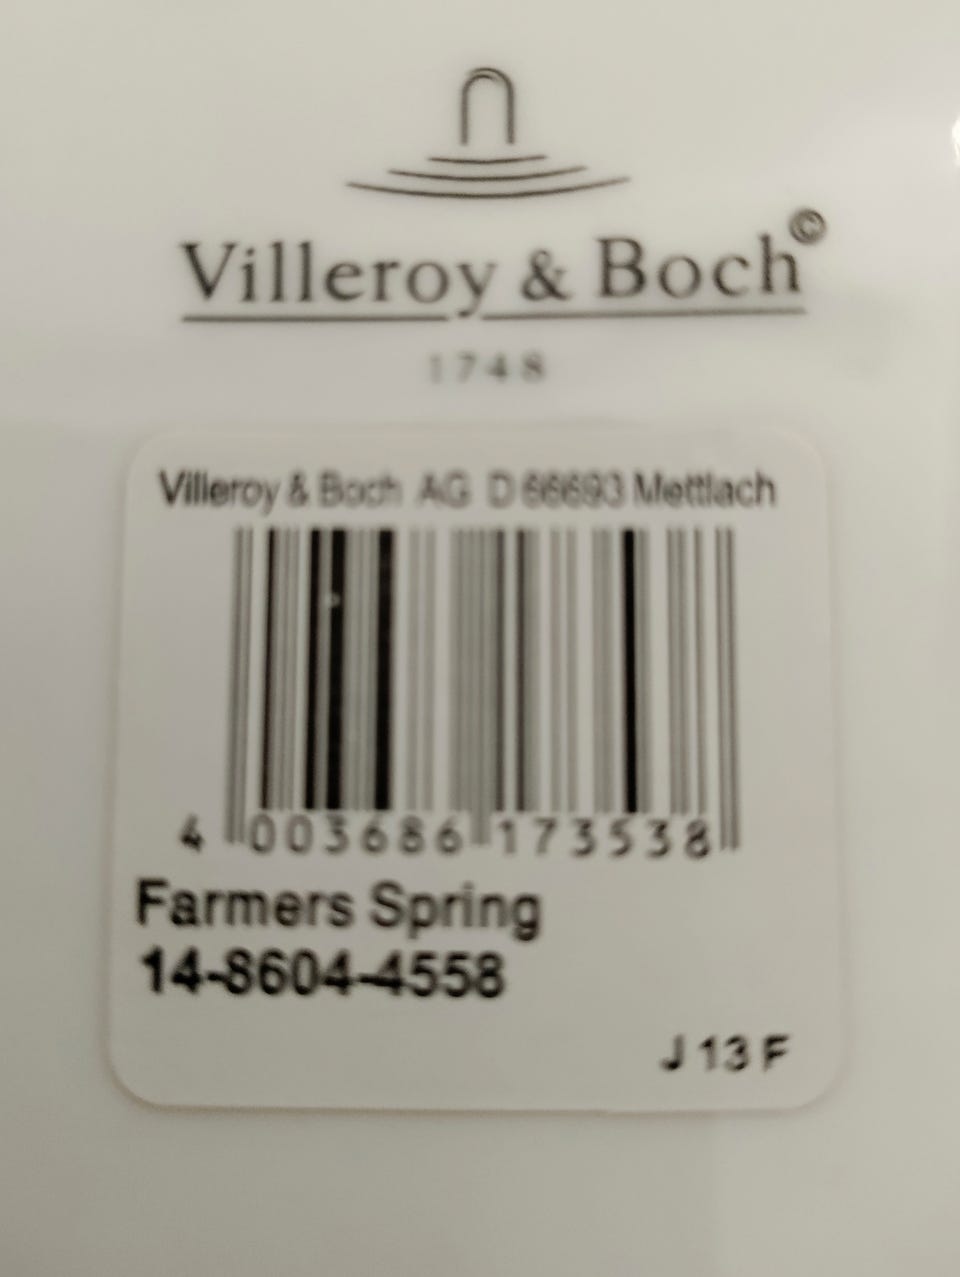 Villeroy & Boch©
1748
Villeroy & Boch AG D 66693 Mettlach
4 003686 173538
Farmers Spring
14-8604-4558
J 13 F